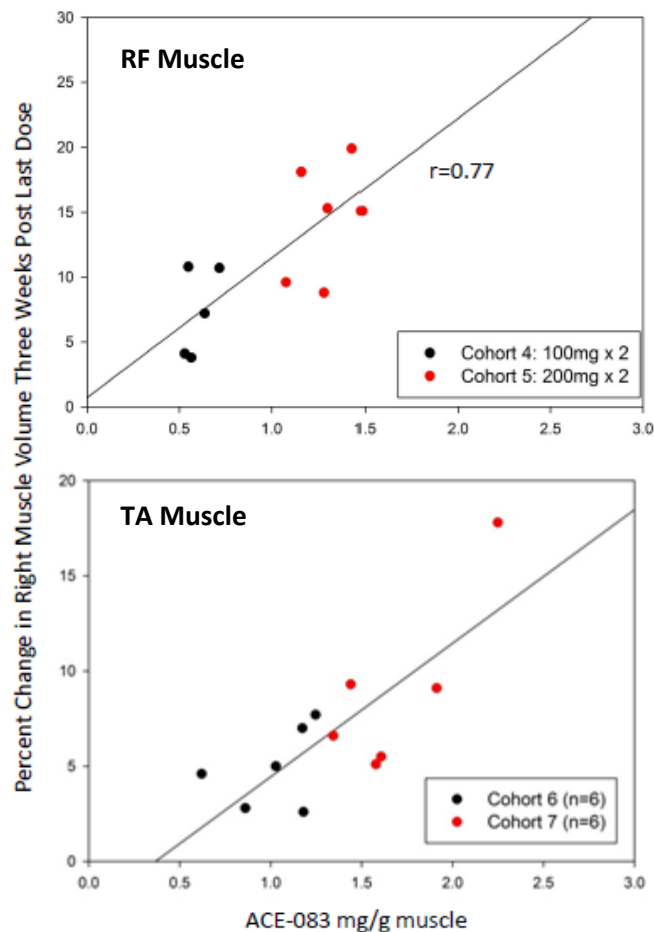 Percent Change in Right Muscle Volume Three Weeks Post Last Dose
RF Muscle
30
25
20
15
10
5
0
r=0.77
Cohort 4: 100mg x 2
Cohort 5: 200mg x 2
0.0 0.5 1.0 1.5 2.0 2.5 3.0
TA Muscle
20
15
10
5
0
Cohort 6 (n=6)
Cohort 7 (n=6)
0.0 0.5 1.0 1.5 2.0 2.5 3.0
ACE-083 mg/g muscle